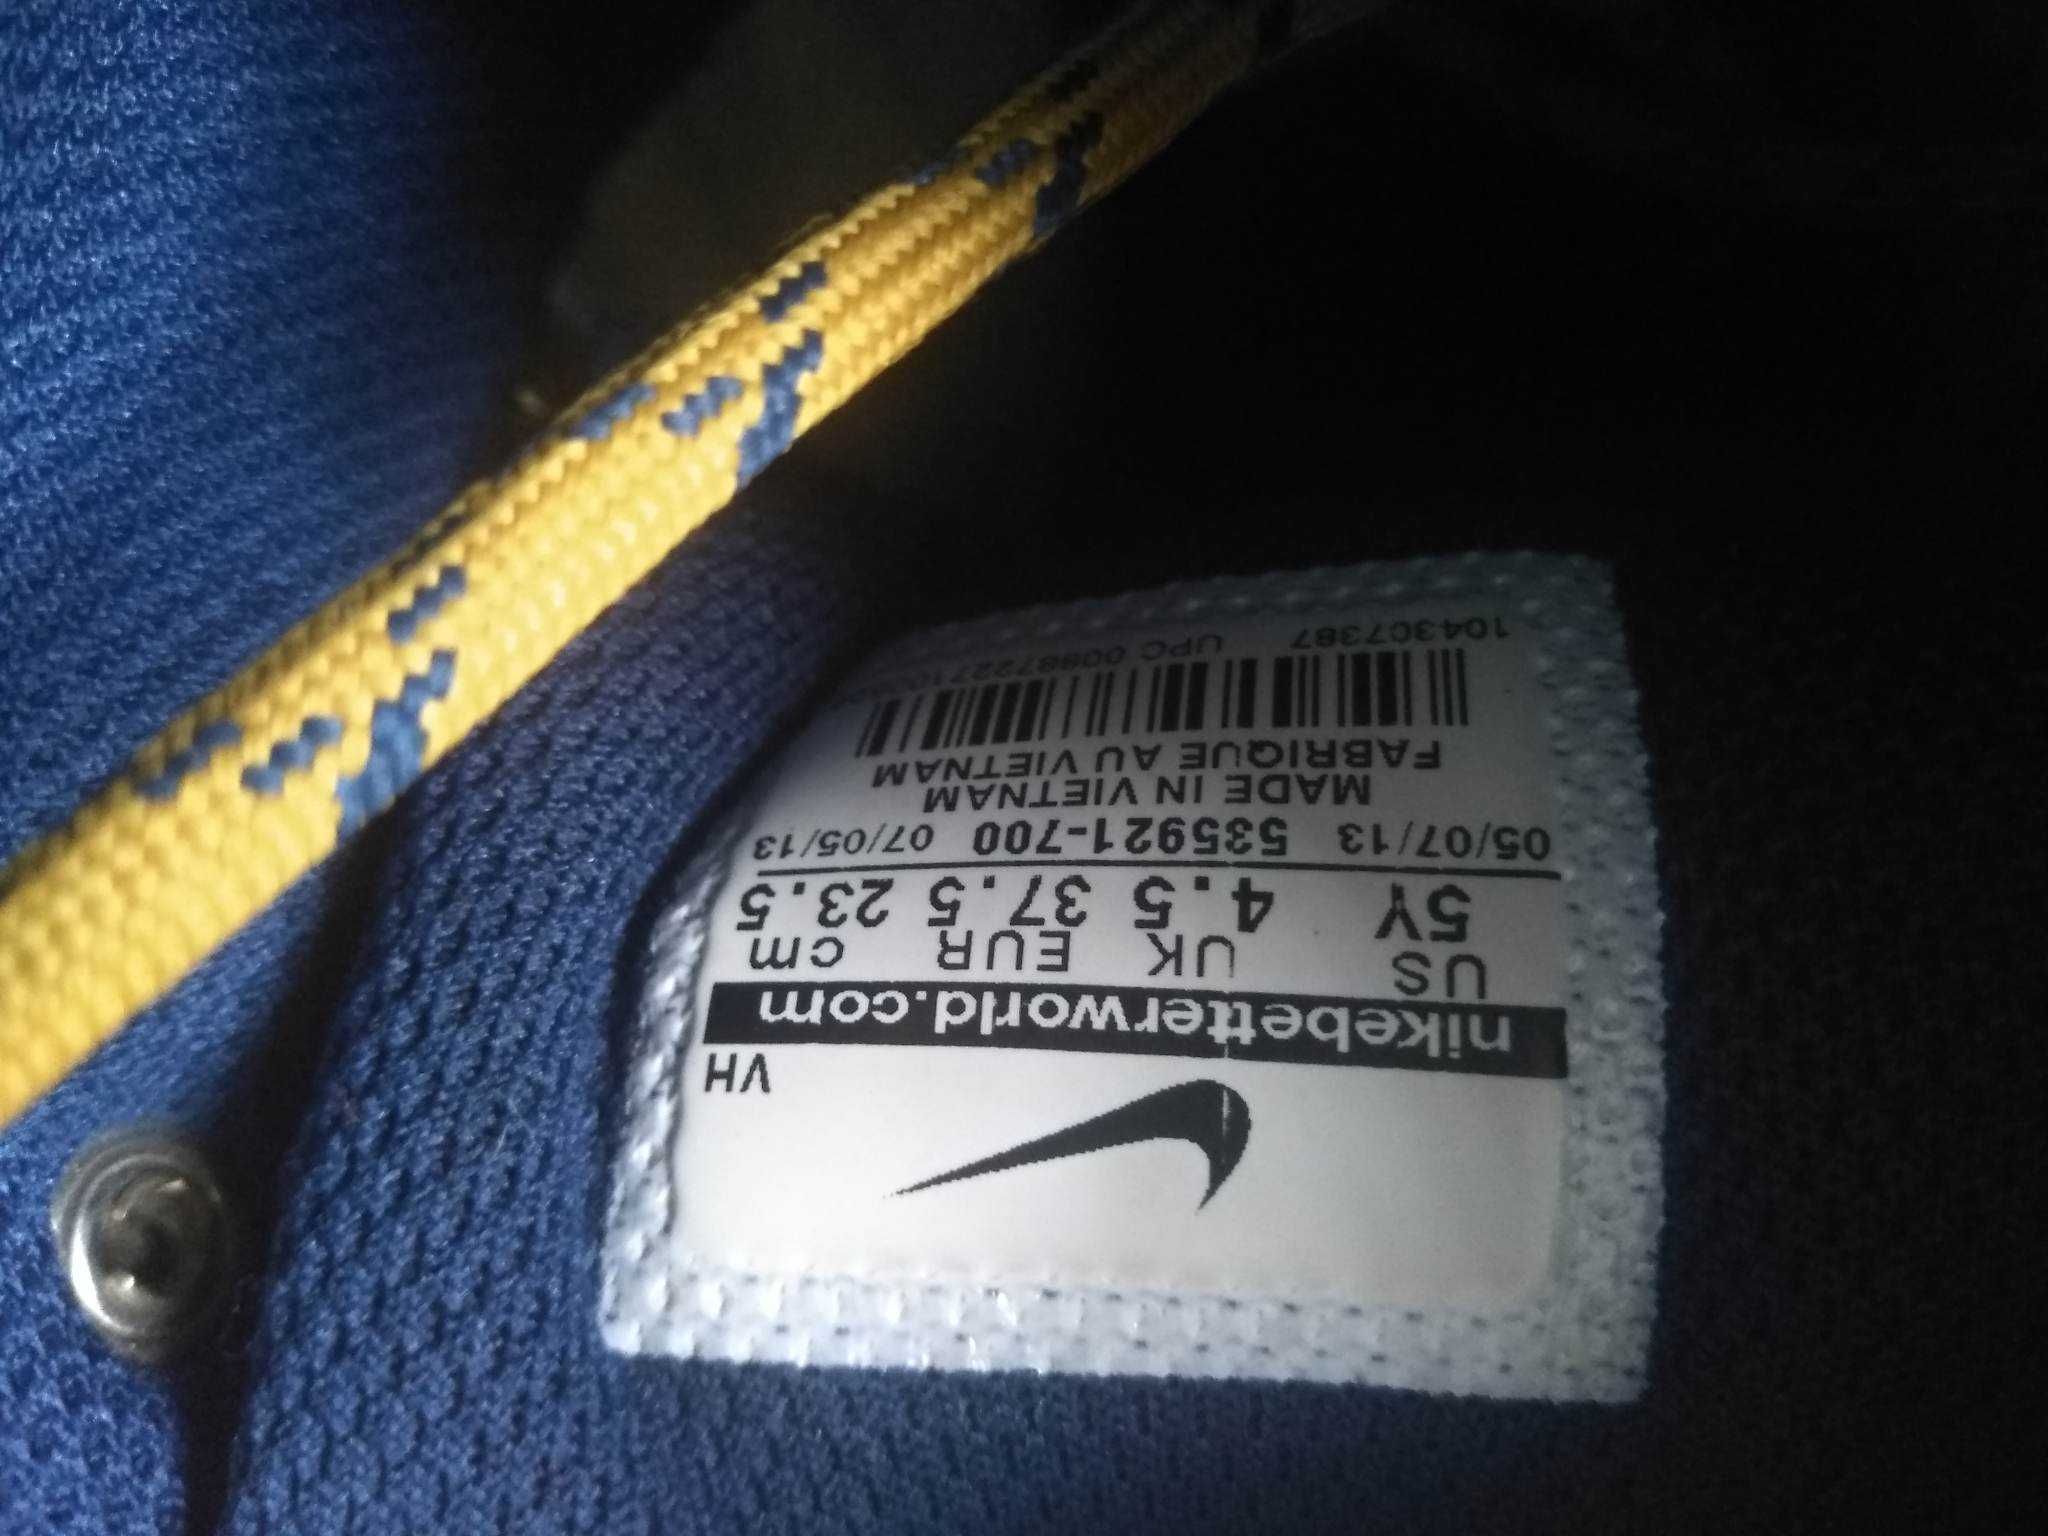 VH
nikebetterworld.com
US UK EUR cm
5Y 4.5 37.5 23.5
05/07/13 535921-700 07/05/13
MADE IN VIETNAM
FABRIQUE AU VIETNAM
104307387 UPC